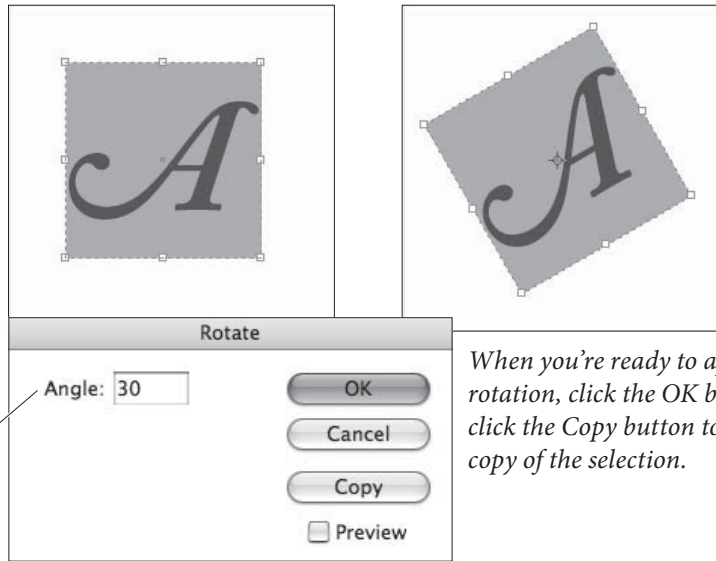 A
A
Rotate
Angle: 30
OK
Cancel
Copy
Preview
When you're ready to
rotation, click the OK
click the Copy button to
copy of the selection.